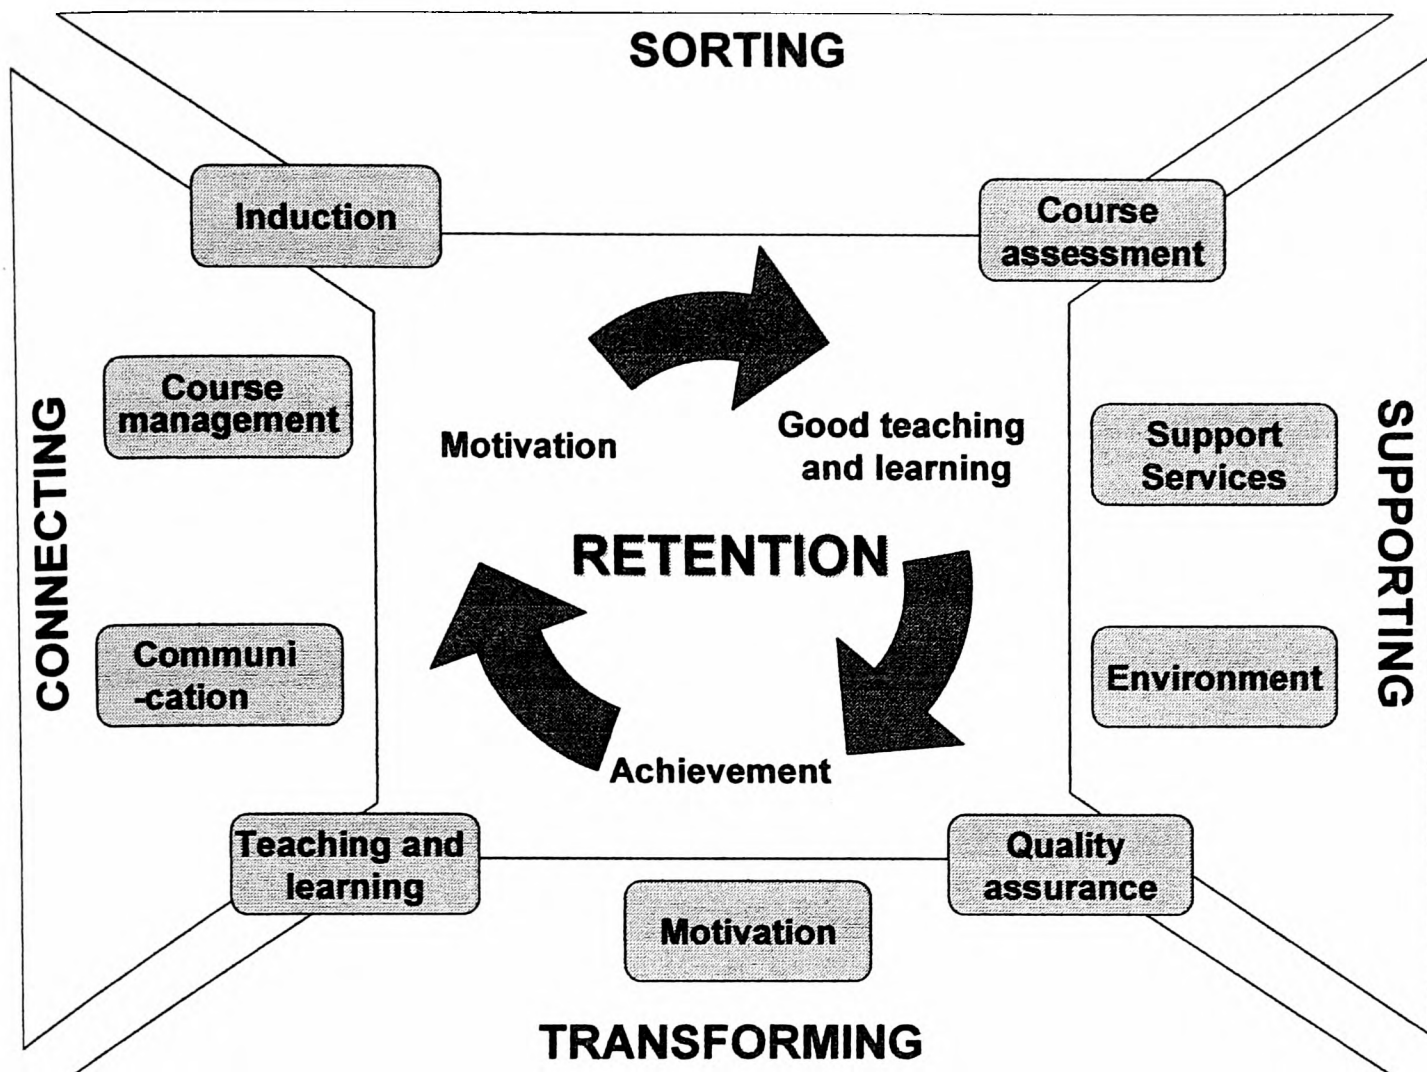 SORTING
Induction
Course
assessment
Course
management
Motivation
Good teaching
and learning
Support
Services
CONNECTING
SUPPORTING
RETENTION
Communi
-cation
Environment
Achievement
Teaching and
learning
Quality
assurance
Motivation
TRANSFORMING